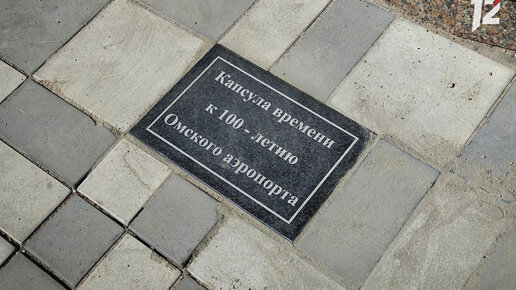 12
Капсула времени
к 100 - летию
Омского аэропорта